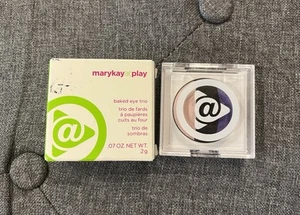 marykay@play
baked eye trio
trio de fards
à paupières
cuits au four
trio de
sombras
.07 OZ. NET WT.
2 g
@
@